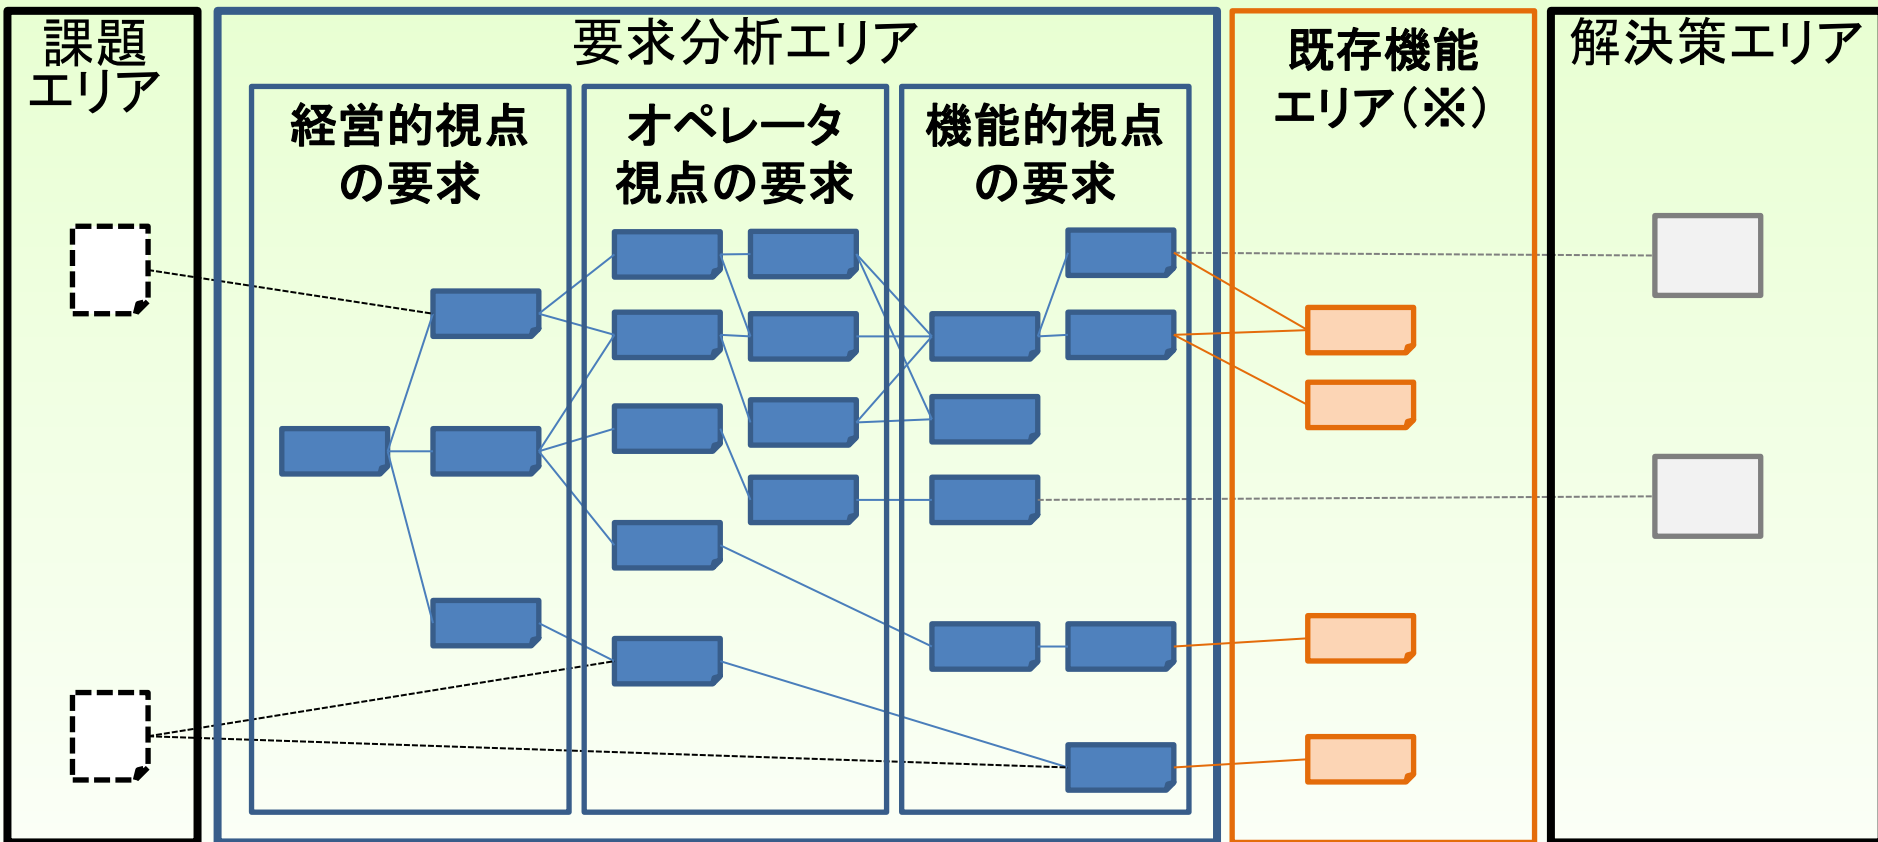 課題
エリア
要求分析エリア
経営的視点
の要求
オペレータ
視点の要求
機能的視点
の要求
既存機能
エリア（※）
解決策エリア